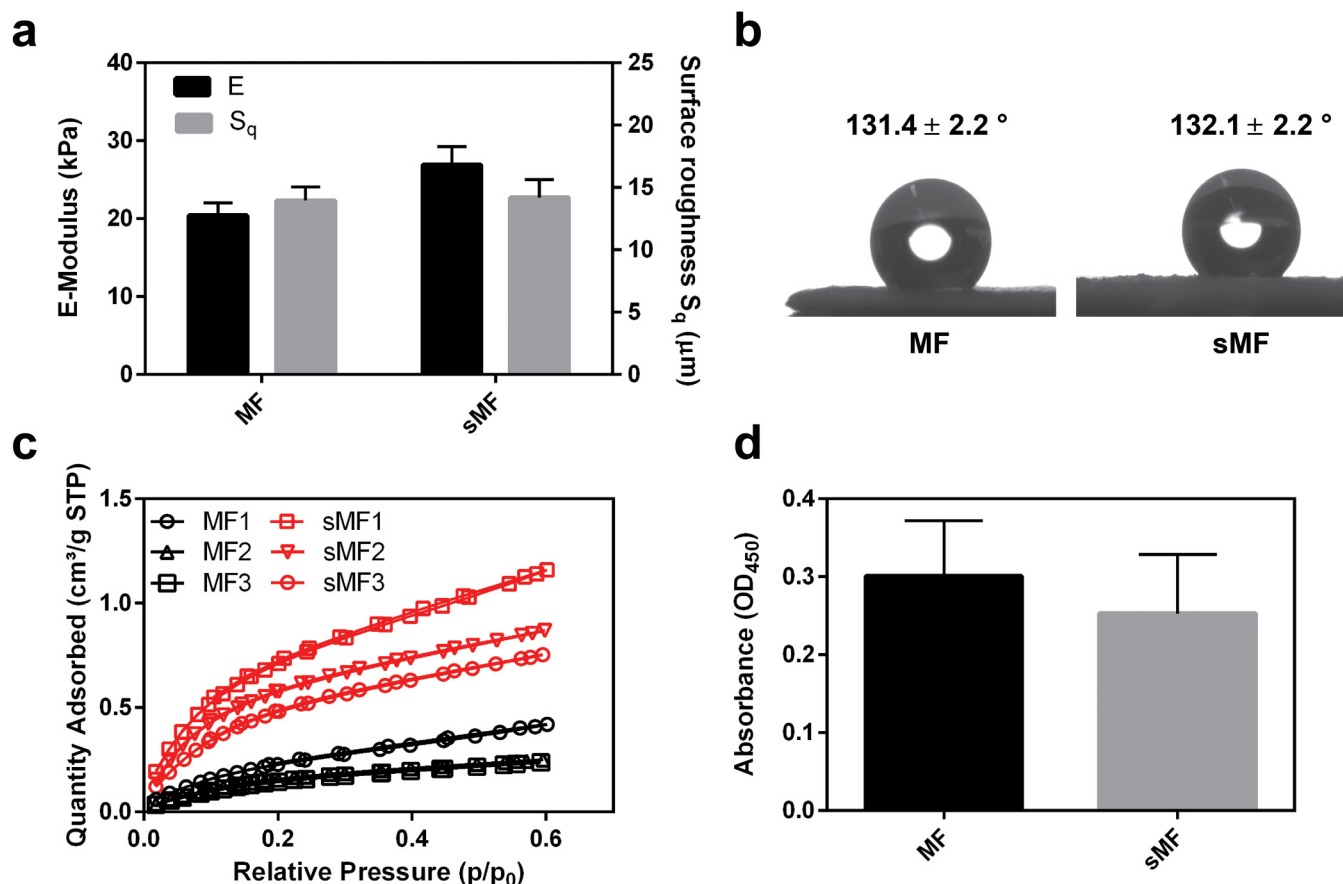 a
E-Modulus (kPa)
40
30
20
10
0
E
Sq
25
20
15
10
5
0
Surface roughness Sq (μm)
MF
sMF
b
131.4 ± 2.2 °
132.1 ± 2.2 °
MF
sMF
c
Quantity Adsorbed (cm³/g STP)
1.5
1.0
0.5
0.0
MF1
MF2
MF3
sMF1
sMF2
sMF3
0.0
0.2
0.4
0.6
Relative Pressure (p/p0)
d
Absorbance (OD450)
0.4
0.3
0.2
0.1
0.0
MF
sMF